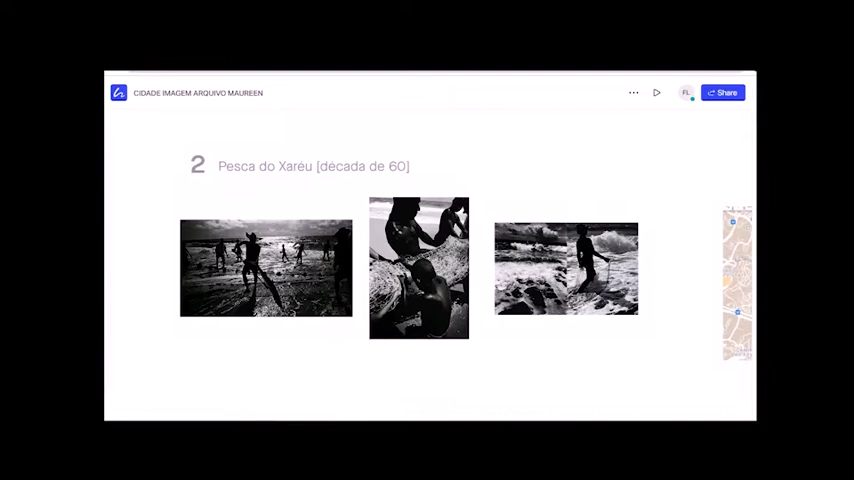 CIDADE IMAGEM ARQUIVO MAUREEN
FL
Share
2 Pesca do Xaréu [década de 60]